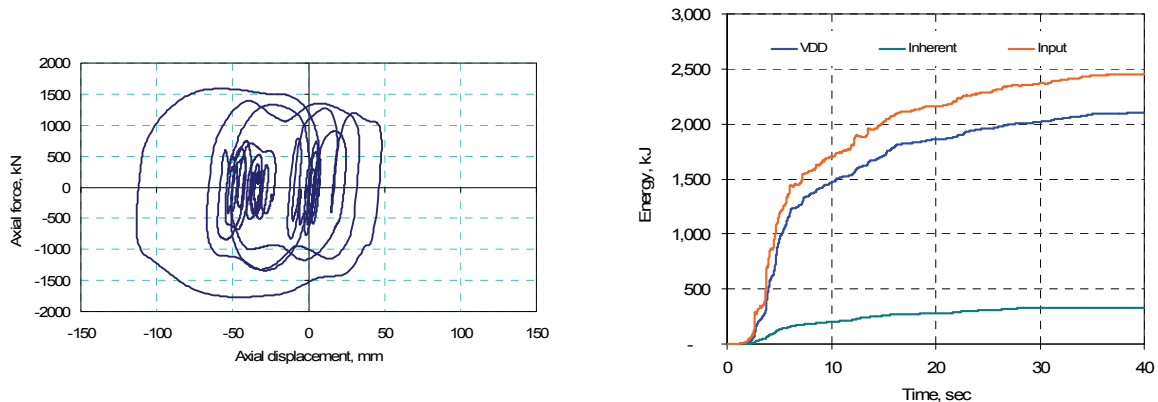 2000
1500
1000
500
0
-500
-1000
-1500
-2000
-150 -100 -50 0 50 100 150
Axial force, kN
Axial displacement, mm
3,000
2,500
2,000
1,500
1,000
500
-
0 10 20 30 40
VDD Inherent Input
Energy, kJ
Time, sec